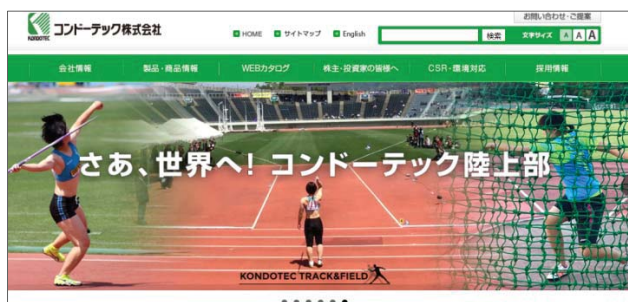 お問い合わせ・ご提案
KONDOTEC コンドーテック株式会社
HOME サイトマップ English 検索 文字サイズ A A A
会社情報 製品・商品情報 WEBカタログ 株主・投資家の皆様へ CSR・環境対応 採用情報
さあ、世界へ! コンドーテック陸上部
KONDOTEC TRACK&FIELD